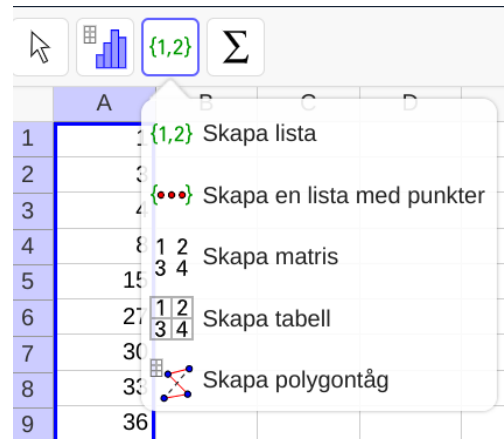 {1,2} Σ
A B C D
1 1 {1,2} Skapa lista
2 3
3 4 Skapa en lista med punkter
4 8 1 2 Skapa matris
5 15 3 4
6 27 1 2 Skapa tabell
3 4
7 30
8 33 Skapa polygontåg
9 36